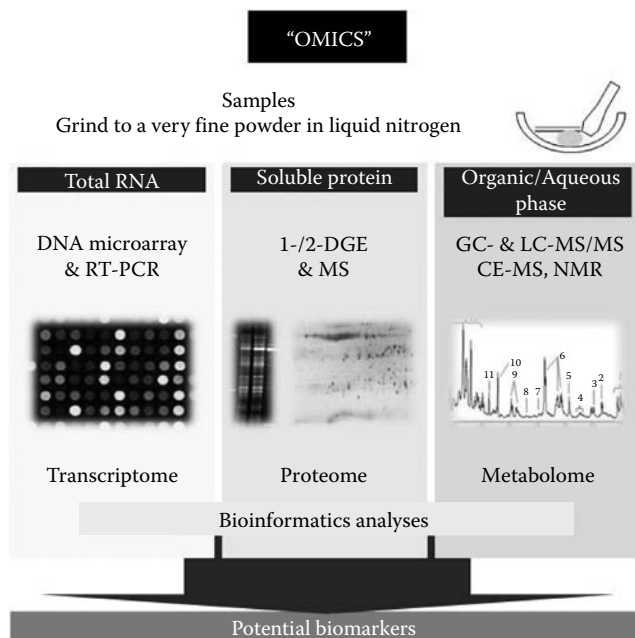 “OMICS”
Samples
Grind to a very fine powder in liquid nitrogen
Total RNA
DNA microarray
& RT-PCR
Transcriptome
Soluble protein
1-/2-DGE
& MS
Proteome
Organic/Aqueous
phase
GC- & LC-MS/MS
CE-MS, NMR
11
10
9
8
7
6
5
4
3
2
Metabolome
Bioinformatics analyses
Potential biomarkers